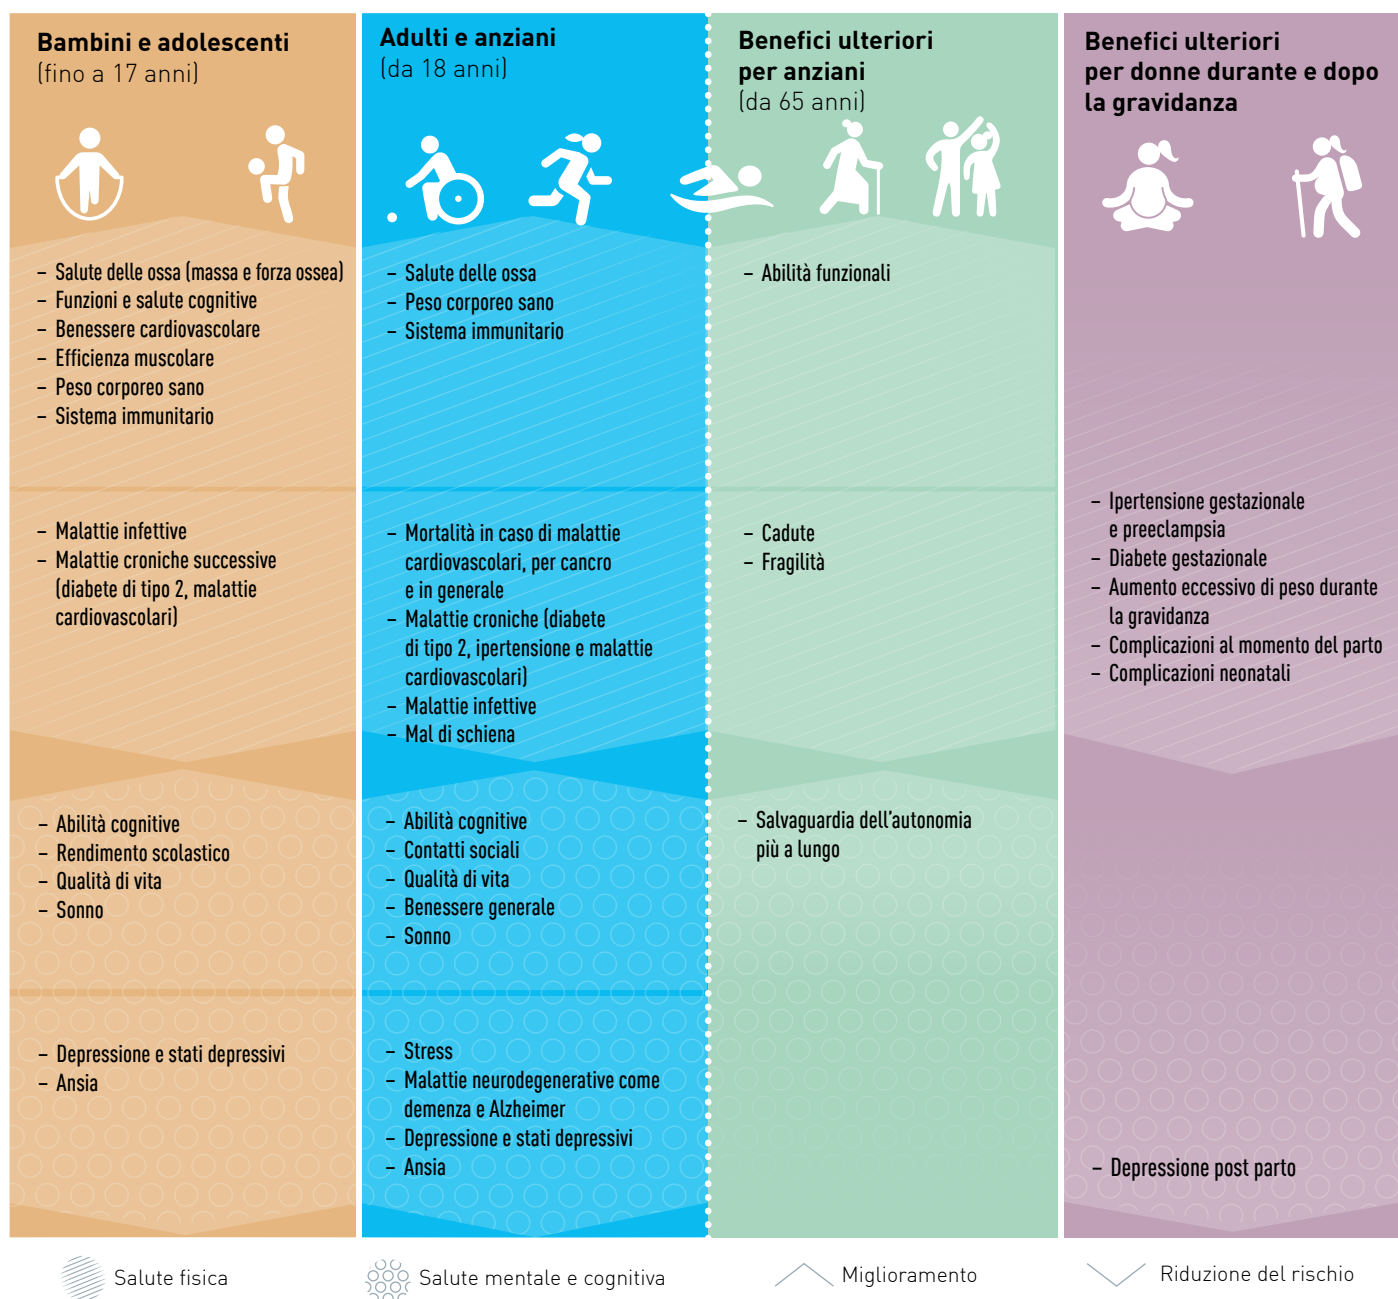 Bambini e adolescenti
(fino a 17 anni)
– Salute delle ossa (massa e forza ossea)
– Funzioni e salute cognitive
– Benessere cardiovascolare
– Efficienza muscolare
– Peso corporeo sano
– Sistema immunitario
– Malattie infettive
– Malattie croniche successive
(diabete di tipo 2, malattie
cardiovascolari)
– Abilità cognitive
– Rendimento scolastico
– Qualità di vita
– Sonno
– Depressione e stati depressivi
– Ansia
Adulti e anziani
(da 18 anni)
– Salute delle ossa
– Peso corporeo sano
– Sistema immunitario
– Mortalità in caso di malattie
cardiovascolari, per cancro
e in generale
– Malattie croniche (diabete
di tipo 2, ipertensione e malattie
cardiovascolari)
– Malattie infettive
– Mal di schiena
– Abilità cognitive
– Contatti sociali
– Qualità di vita
– Benessere generale
– Sonno
– Stress
– Malattie neurodegenerative come
demenza e Alzheimer
– Depressione e stati depressivi
– Ansia
Benefici ulteriori
per anziani
(da 65 anni)
– Abilità funzionali
– Cadute
– Fragilità
– Salvaguardia dell'autonomia
più a lungo
Benefici ulteriori
per donne durante e dopo
la gravidanza
– Ipertensione gestazionale
e preeclampsia
– Diabete gestazionale
– Aumento eccessivo di peso durante
la gravidanza
– Complicazioni al momento del parto
– Complicazioni neonatali
– Depressione post parto
Salute fisica
Salute mentale e cognitiva
Miglioramento
Riduzione del rischio